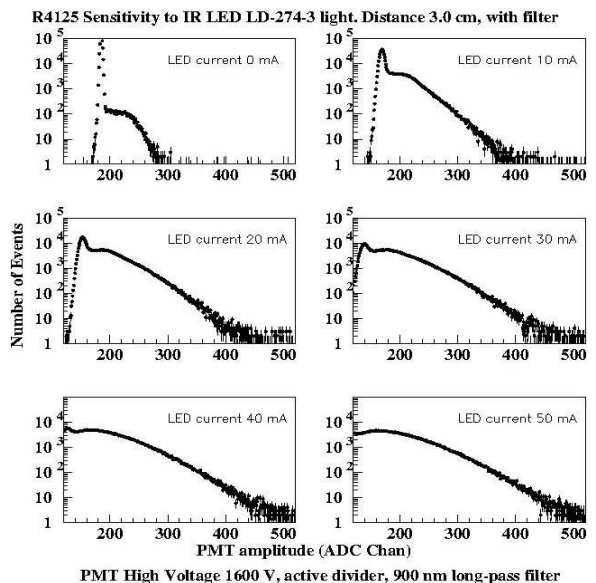 R4125 Sensitivity to IR LED LD-274-3 light. Distance 3.0 cm, with filter
10 5
10 4
10 3
10 2
10
1
LED current 0 mA
200 300 400 500
10 5
10 4
10 3
10 2
10
1
LED current 10 mA
200 300 400 500
Number of Events
10 5
10 4
10 3
10 2
10
1
LED current 20 mA
200 300 400 500
10 5
10 4
10 3
10 2
10
1
LED current 30 mA
200 300 400 500
10 5
10 4
10 3
10 2
10
1
LED current 40 mA
200 300 400 500
10 5
10 4
10 3
10 2
10
1
LED current 50 mA
200 300 400 500
PMT amplitude (ADC Chan)
PMT High Voltage 1600 V, active divider, 900 nm long-pass filter